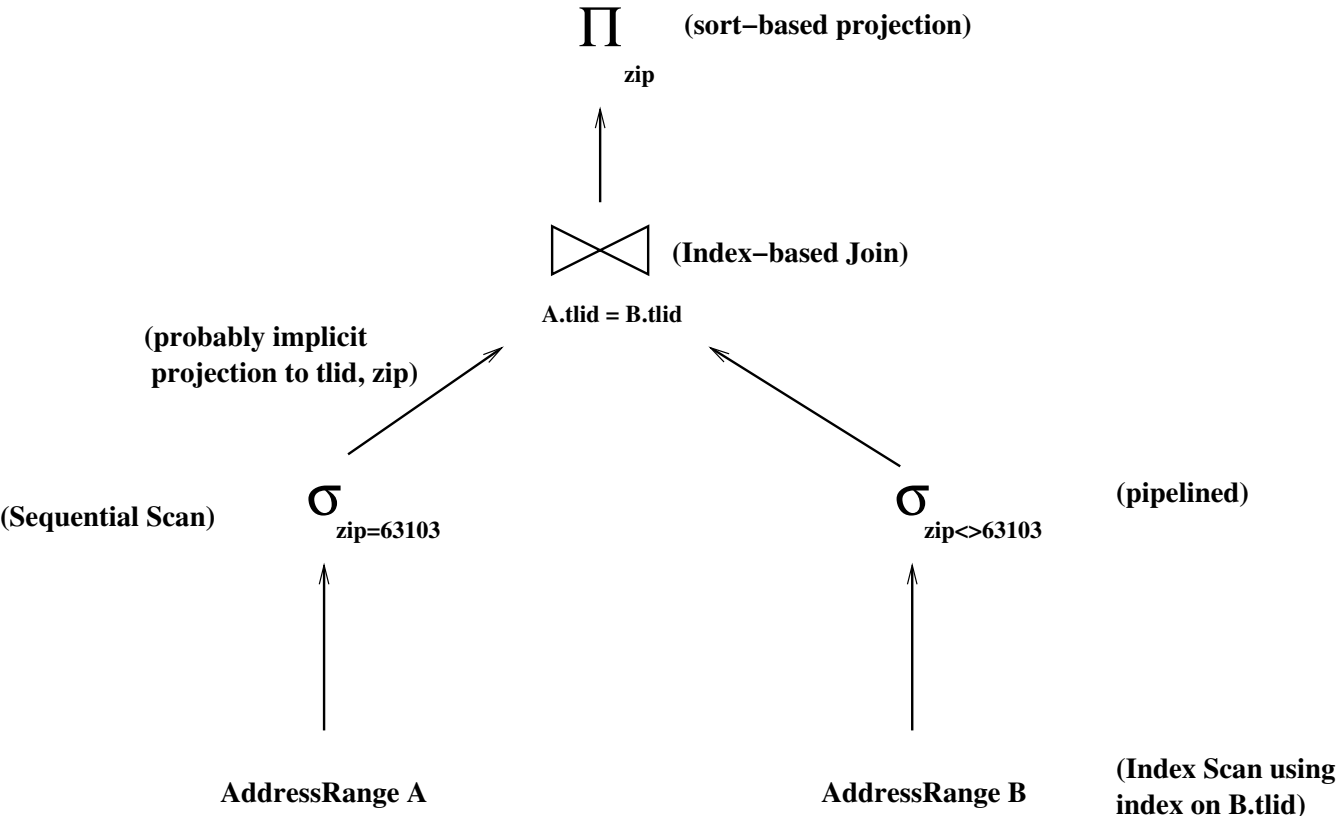 Π (sort−based projection)
zip
(Index−based Join)
A.tlid = B.tlid
(probably implicit
projection to tlid, zip)
(Sequential Scan)
σ zip=63103
σ zip<>63103
(pipelined)
AddressRange A
AddressRange B
(Index Scan using
index on B.tlid)